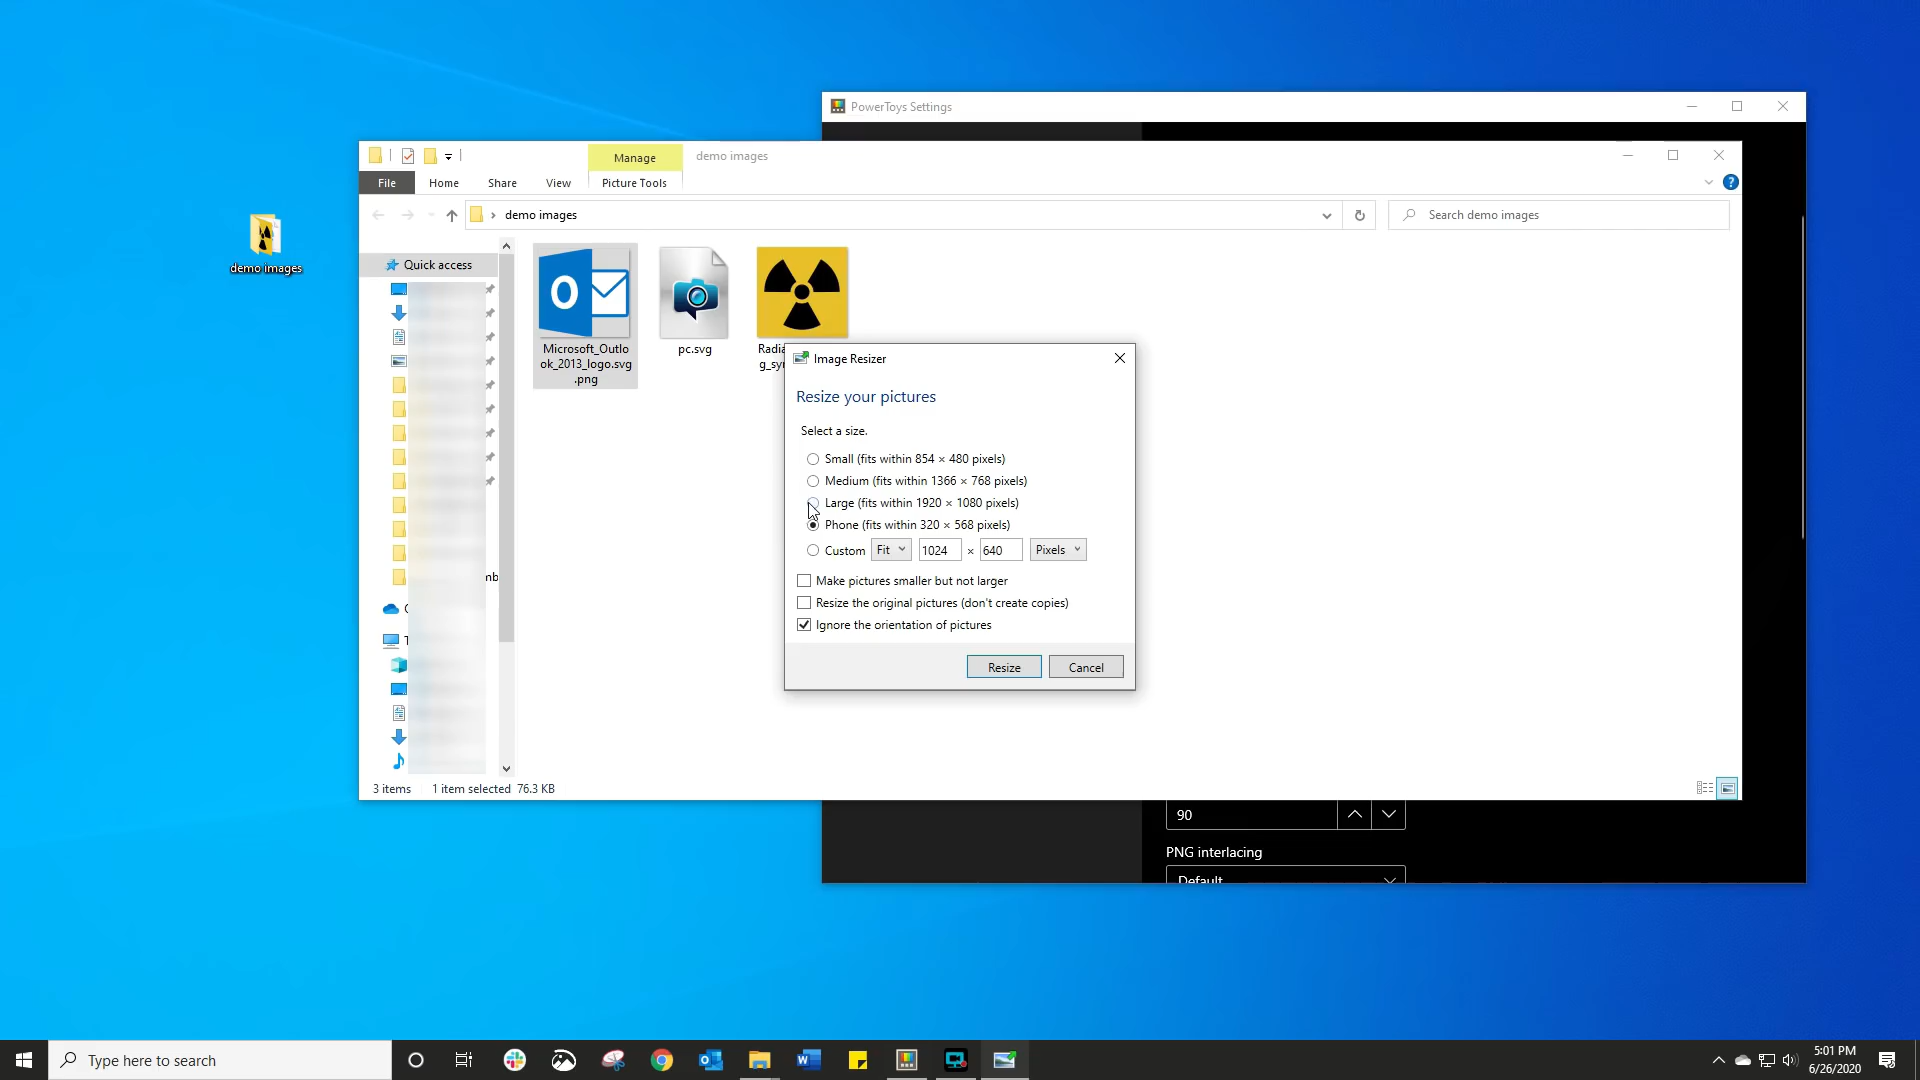 PowerToys Settings
Manage
demo images
File
Home
Share
View
Picture Tools
demo images
Search demo images
demo images
Quick access
Microsoft_Outlo
ok_2013_logo.svg
.png
pc.svg
Radia
g_syı
Image Resizer
Resize your pictures
Select a size.
Small (fits within 854 × 480 pixels)
Medium (fits within 1366 × 768 pixels)
Large (fits within 1920 × 1080 pixels)
Phone (fits within 320 × 568 pixels)
Custom
Fit
1024
×
640
Pixels
Make pictures smaller but not larger
Resize the original pictures (don't create copies)
Ignore the orientation of pictures
Resize
Cancel
mb
3 items
1 item selected 76.3 KB
90
PNG interlacing
Default
Type here to search
5:01 PM
6/26/2020